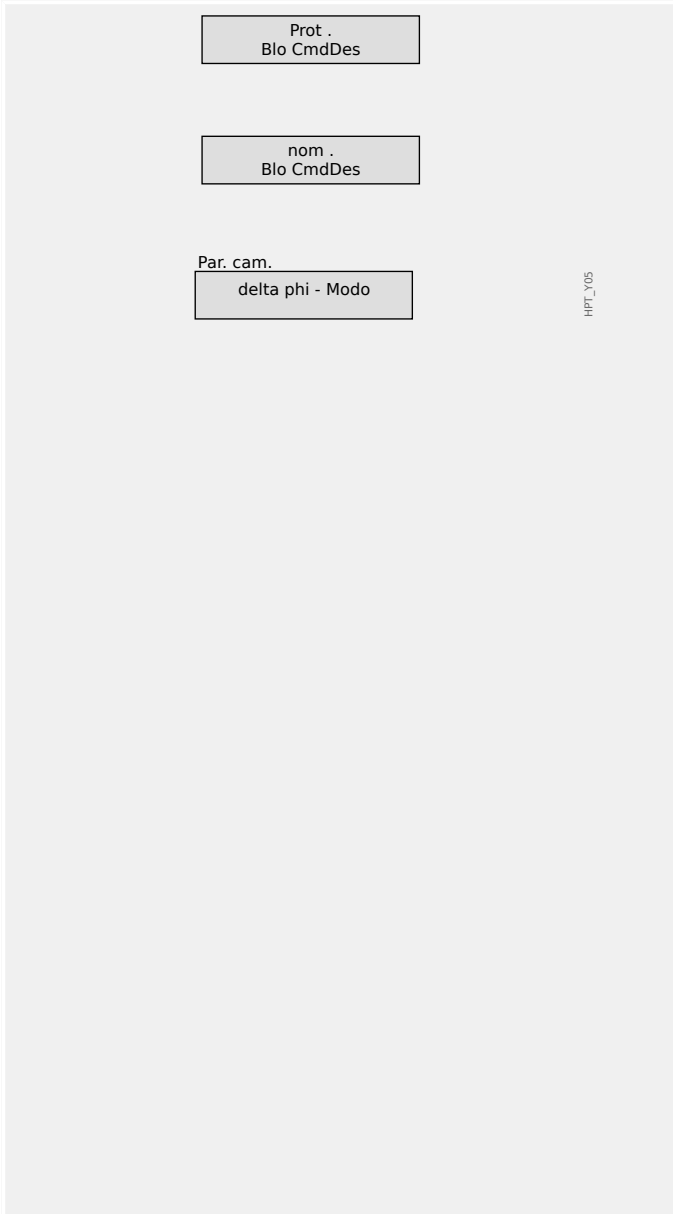 Prot .
Blo CmdDes
nom .
Blo CmdDes
Par. cam.
delta phi - Modo
HPT_Y05